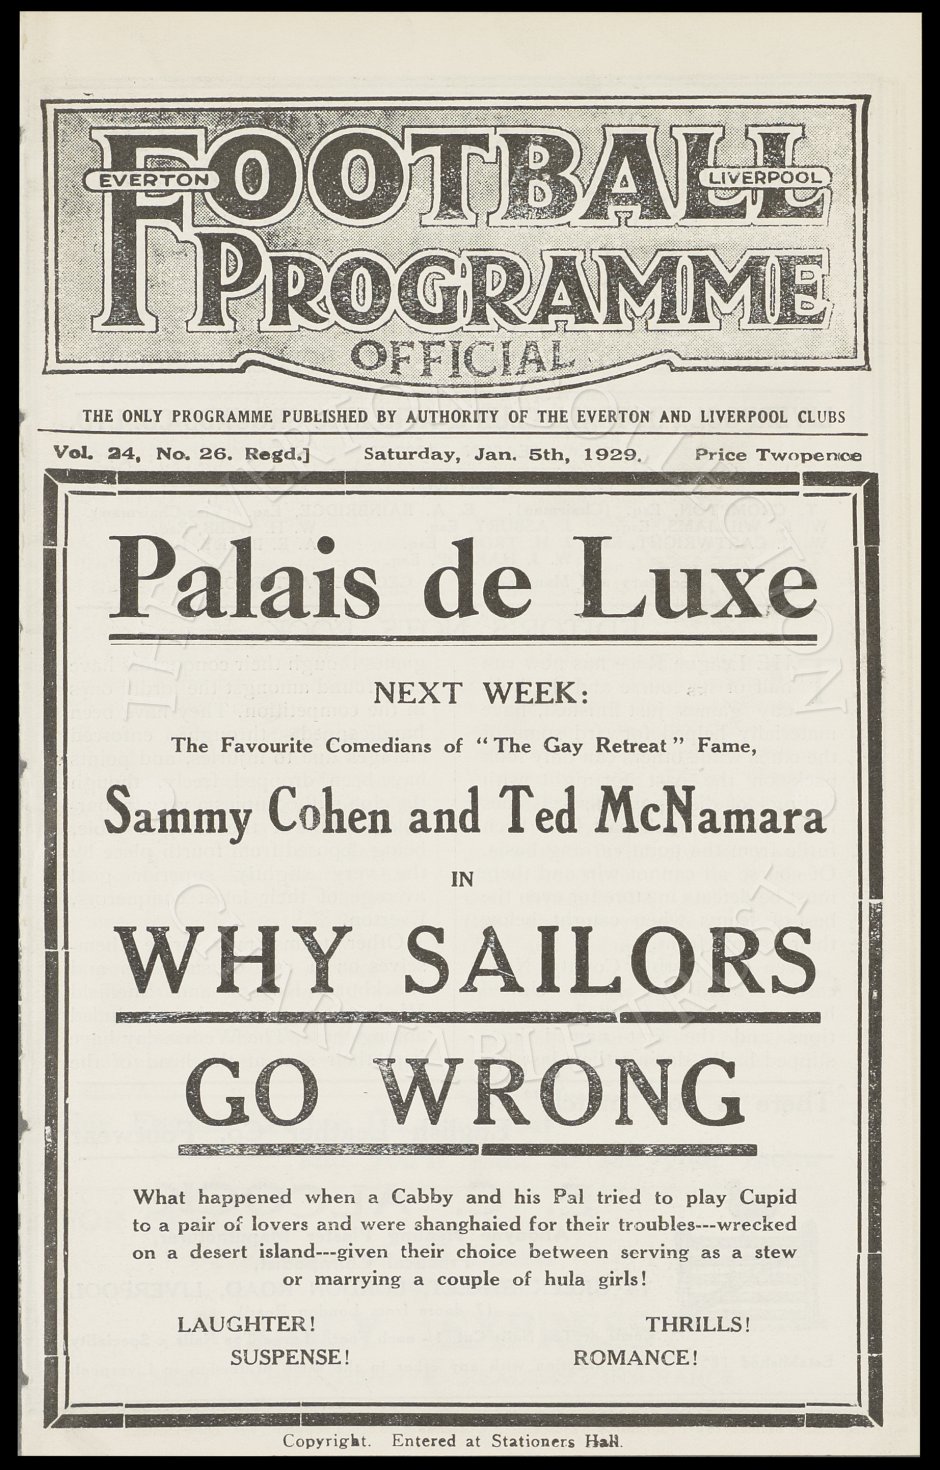 FOOTBALL
EVERTON
LIVERPOOL
PROGRAMME
OFFICIAL
THE ONLY PROGRAMME PUBLISHED BY AUTHORITY OF THE EVERTON AND LIVERPOOL CLUBS
Vol. 24, No. 26. Regd.] Saturday, Jan. 5th, 1929. Price Twopence
Palais de Luxe
NEXT WEEK:
The Favourite Comedians of "The Gay Retreat" Fame,
Sammy Cohen and Ted McNamara
IN
WHY SAILORS
GO WRONG
What happened when a Cabby and his Pal tried to play Cupid
to a pair of lovers and were shanghaied for their troubles---wrecked
on a desert island---given their choice between serving as a stew
or marrying a couple of hula girls!
LAUGHTER! THRILLS!
SUSPENSE! ROMANCE!
Copyright. Entered at Stationers Hall.
THE EVERTON COLLECTION
CHARITABLE TRUST